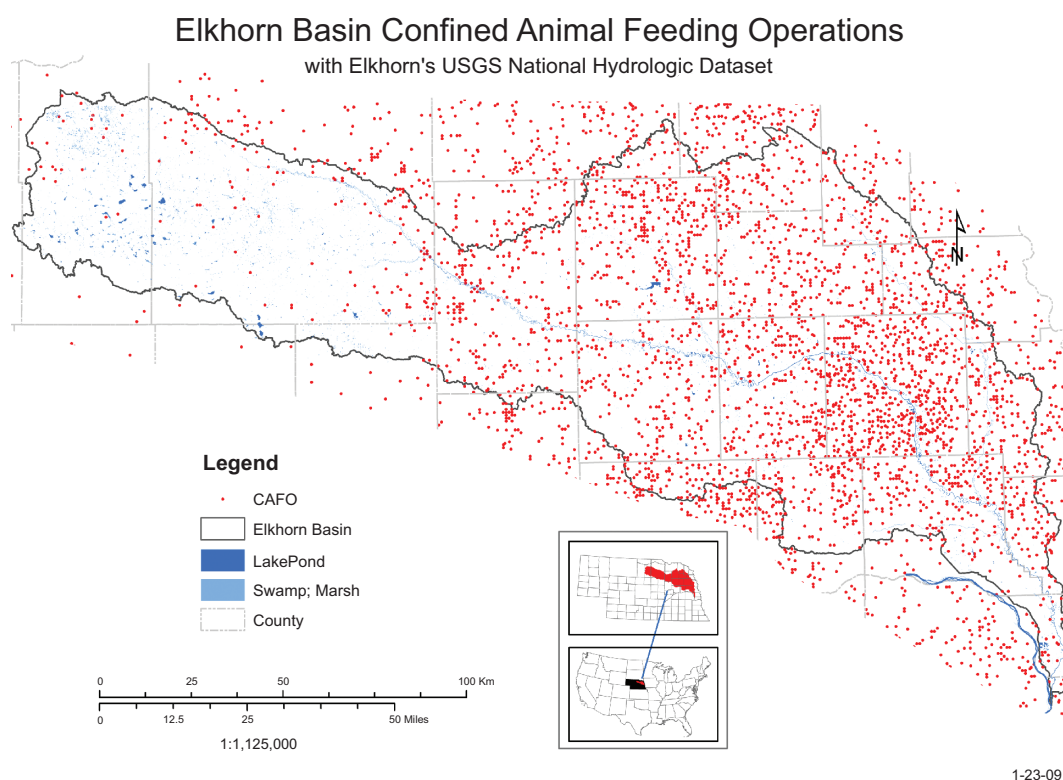 Elkhorn Basin Confined Animal Feeding Operations
with Elkhorn's USGS National Hydrologic Dataset
N
Legend
CAFO
Elkhorn Basin
LakePond
Swamp; Marsh
County
0 25 50 100 Km
0 12.5 25 50 Miles
1:1,125,000
1-23-09